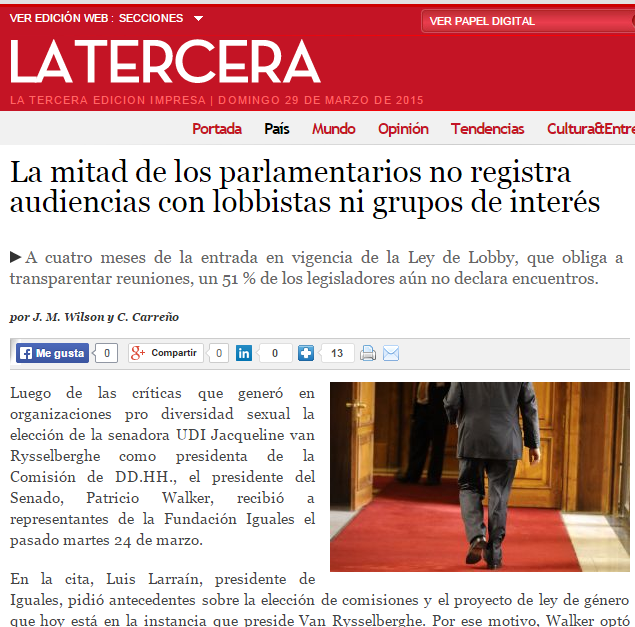 VER EDICIÓN WEB : SECCIONES
VER PAPEL DIGITAL
LA TERCERA
LA TERCERA EDICION IMPRESA | DOMINGO 29 DE MARZO DE 2015
Portada País Mundo Opinión Tendencias Cultura&Entre
La mitad de los parlamentarios no registra
audiencias con lobbistas ni grupos de interés
A cuatro meses de la entrada en vigencia de la Ley de Lobby, que obliga a
transparentar reuniones, un 51 % de los legisladores aún no declara encuentros.
por J. M. Wilson y C. Carreño
Me gusta 0 Compartir 0 0 13
Luego de las críticas que generó en
organizaciones pro diversidad sexual la
elección de la senadora UDI Jacqueline van
Rysselberghe como presidenta de la
Comisión de DD.HH., el presidente del
Senado, Patricio Walker, recibió a
representantes de la Fundación Iguales el
pasado martes 24 de marzo.
En la cita, Luis Larraín, presidente de
Iguales, pidió antecedentes sobre la elección de comisiones y el proyecto de ley de género
que hoy está en la instancia que preside Van Rysselberghe. Por ese motivo, Walker optó